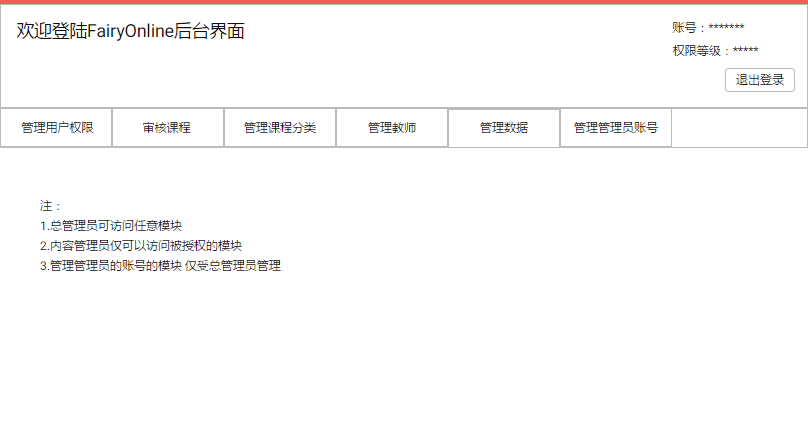 欢迎登陆FairyOnline后台界面
账号：*******
权限等级：*****
退出登录
管理用户权限
审核课程
管理课程分类
管理教师
管理数据
管理管理员账号
注：
1.总管理员可访问任意模块
2.内容管理员仅可以访问被授权的模块
3.管理管理员的账号的模块 仅受总管理员管理